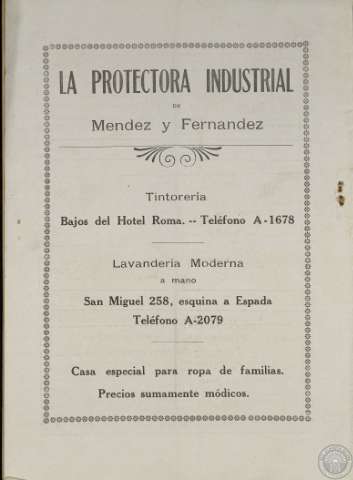 LA PROTECTORA INDUSTRIAL
DE
Mendez y Fernandez
Tintorería
Bajos del Hotel Roma. -- Teléfono A-1678
Lavandería Moderna
a mano
San Miguel 258, esquina a Espada
Teléfono A-2079
Casa especial para ropa de familias.
Precios sumamente módicos.